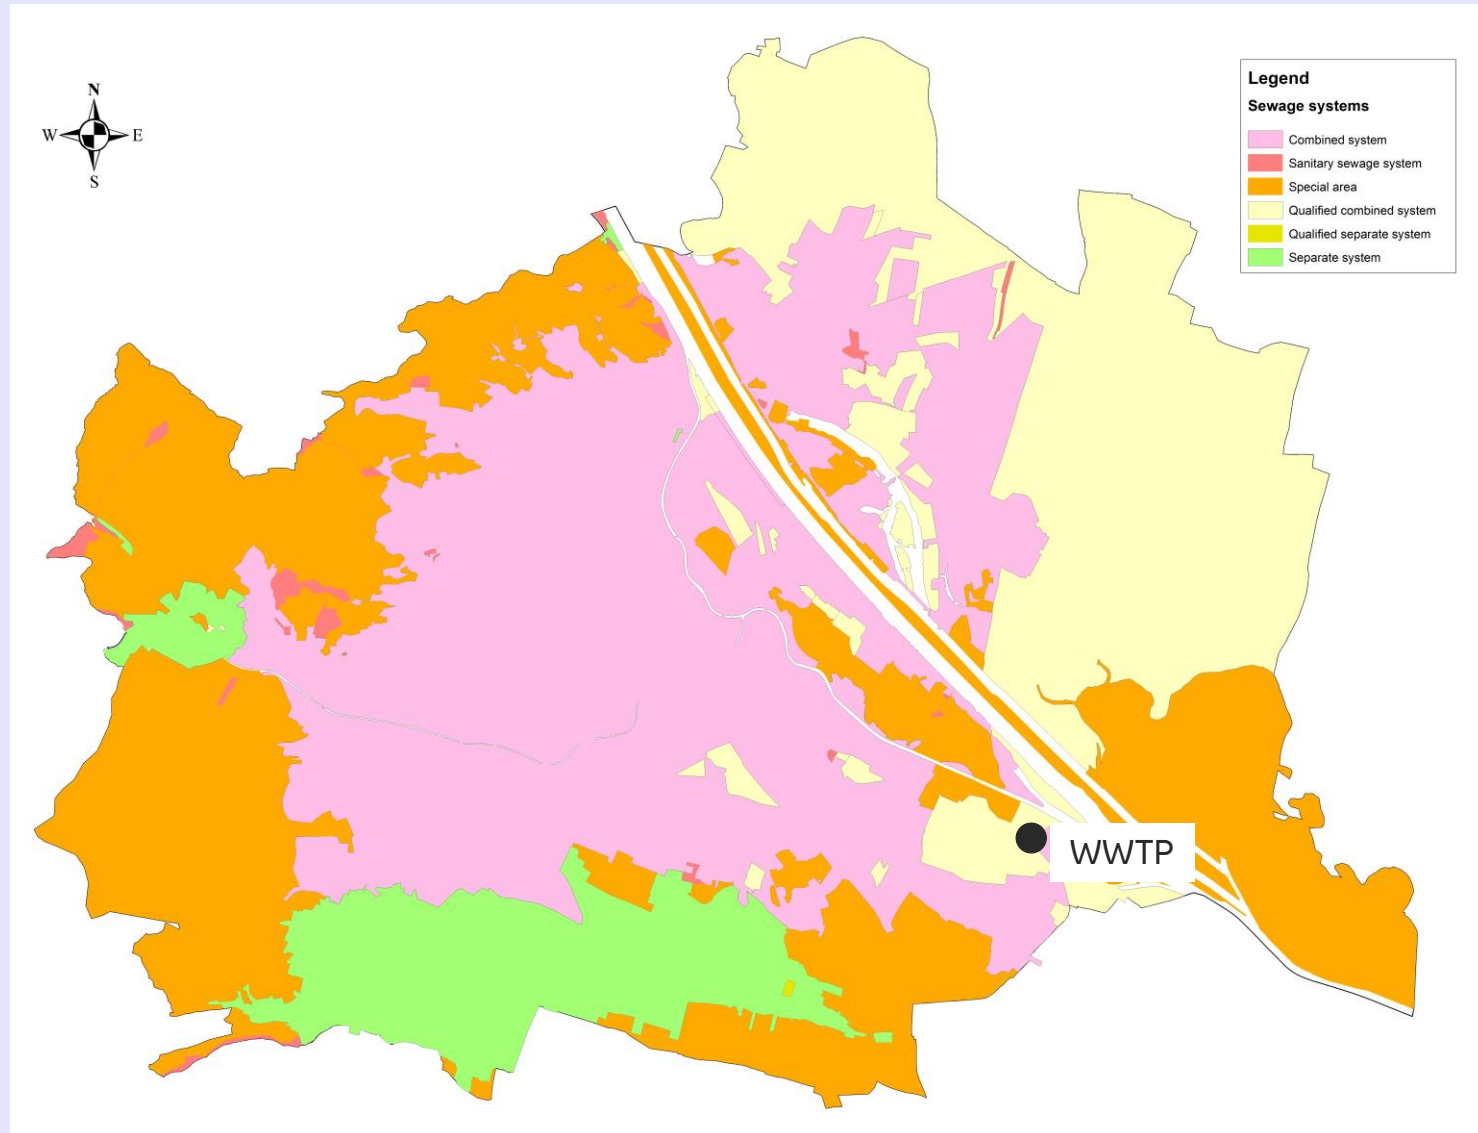 N
W E
S
Legend
Sewage systems
Combined system
Sanitary sewage system
Special area
Qualified combined system
Qualified separate system
Separate system
WWTP